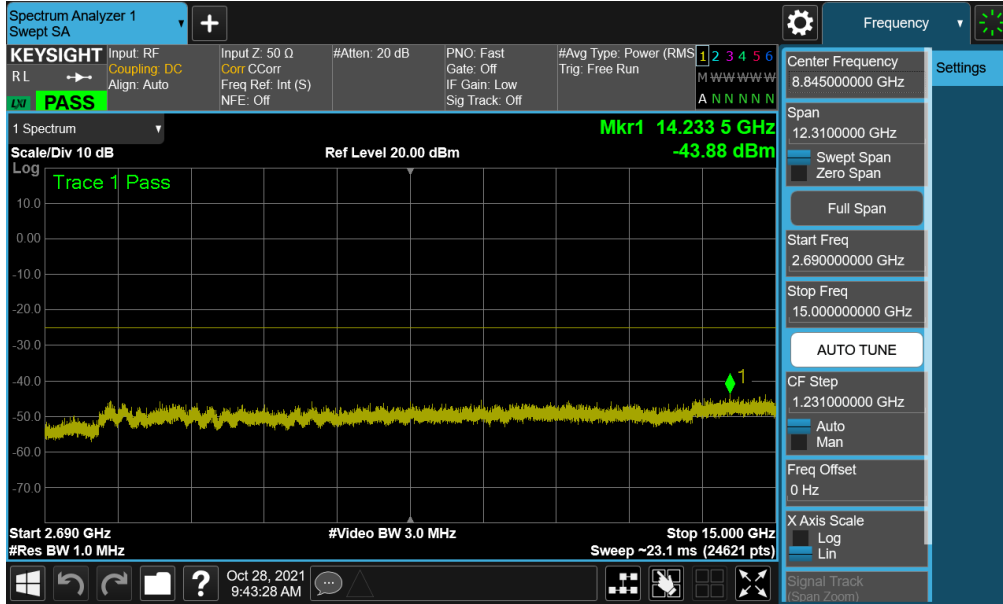 Spectrum Analyzer 1
Swept SA
Frequency
KEYSIGHT
R L
LXI
PASS
Input: RF
Coupling: DC
Align: Auto
Input Z: 50 Ω
Corr CCorr
Freq Ref: Int (S)
NFE: Off
#Atten: 20 dB
PNO: Fast
Gate: Off
IF Gain: Low
Sig Track: Off
#Avg Type: Power (RMS
Trig: Free Run
1 2 3 4 5 6
M W W W W W
A N N N N N
1 Spectrum
Mkr1 14.233 5 GHz
Scale/Div 10 dB
Ref Level 20.00 dBm
-43.88 dBm
Log
Trace 1 Pass
10.0
0.00
-10.0
-20.0
-30.0
-40.0
1
-50.0
-60.0
-70.0
Start 2.690 GHz
#Video BW 3.0 MHz
Stop 15.000 GHz
#Res BW 1.0 MHz
Sweep ~23.1 ms (24621 pts)
?
Oct 28, 2021
9:43:28 AM
Center Frequency
8.845000000 GHz
Settings
Span
12.3100000 GHz
Swept Span
Zero Span
Full Span
Start Freq
2.690000000 GHz
Stop Freq
15.000000000 GHz
AUTO TUNE
CF Step
1.231000000 GHz
Auto
Man
Freq Offset
0 Hz
X Axis Scale
Log
Lin
Signal Track
(Span Zoom)